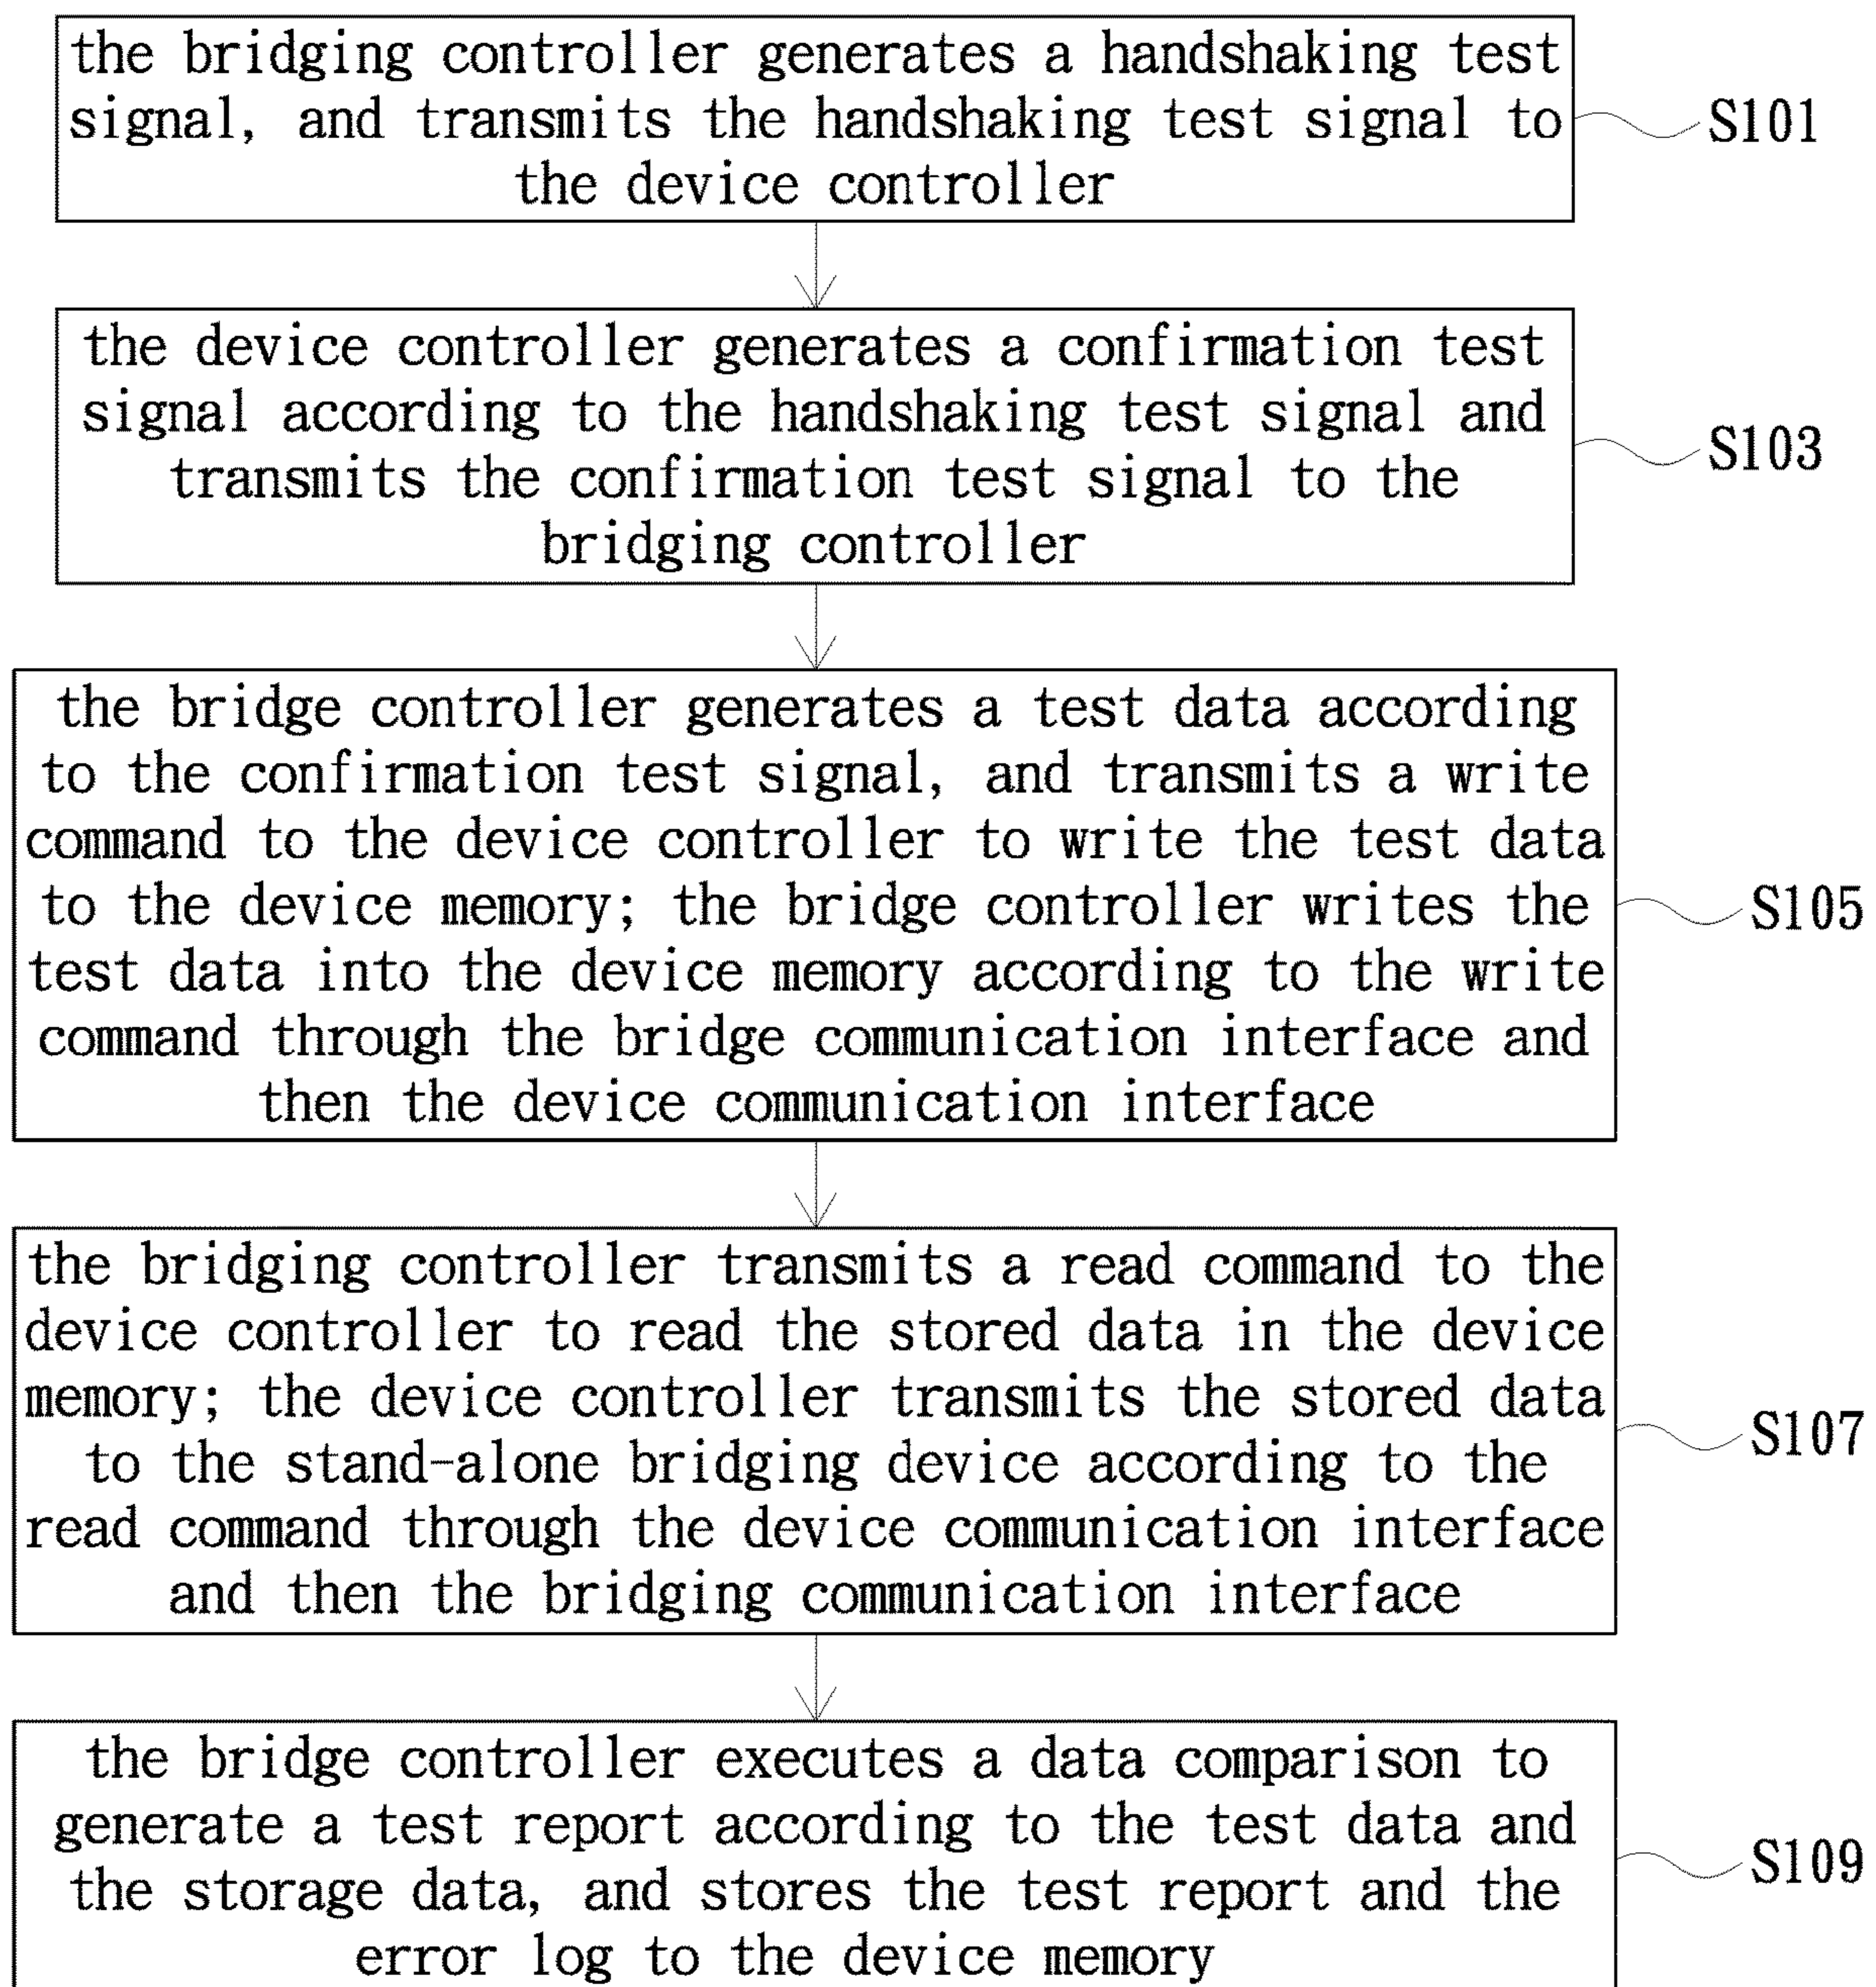 the bridging controller generates a handshaking test
signal, and transmits the handshaking test signal to
the device controller
S101
the device controller generates a confirmation test
signal according to the handshaking test signal and
transmits the confirmation test signal to the
bridging controller
S103
the bridge controller generates a test data according
to the confirmation test signal, and transmits a write
command to the device controller to write the test data
to the device memory; the bridge controller writes the
test data into the device memory according to the write
command through the bridge communication interface and
then the device communication interface
S105
the bridging controller transmits a read command to the
device controller to read the stored data in the device
memory; the device controller transmits the stored data
to the stand-alone bridging device according to the
read command through the device communication interface
and then the bridging communication interface
S107
the bridge controller executes a data comparison to
generate a test report according to the test data and
the storage data, and stores the test report and the
error log to the device memory
S109